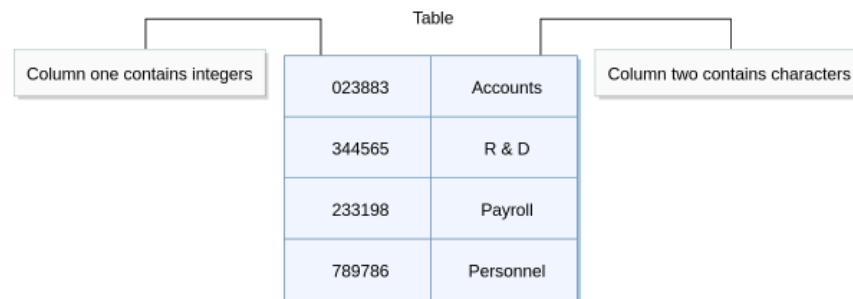 Table
Column one contains integers
Column two contains characters
023883 Accounts
344565 R & D
233198 Payroll
789786 Personnel